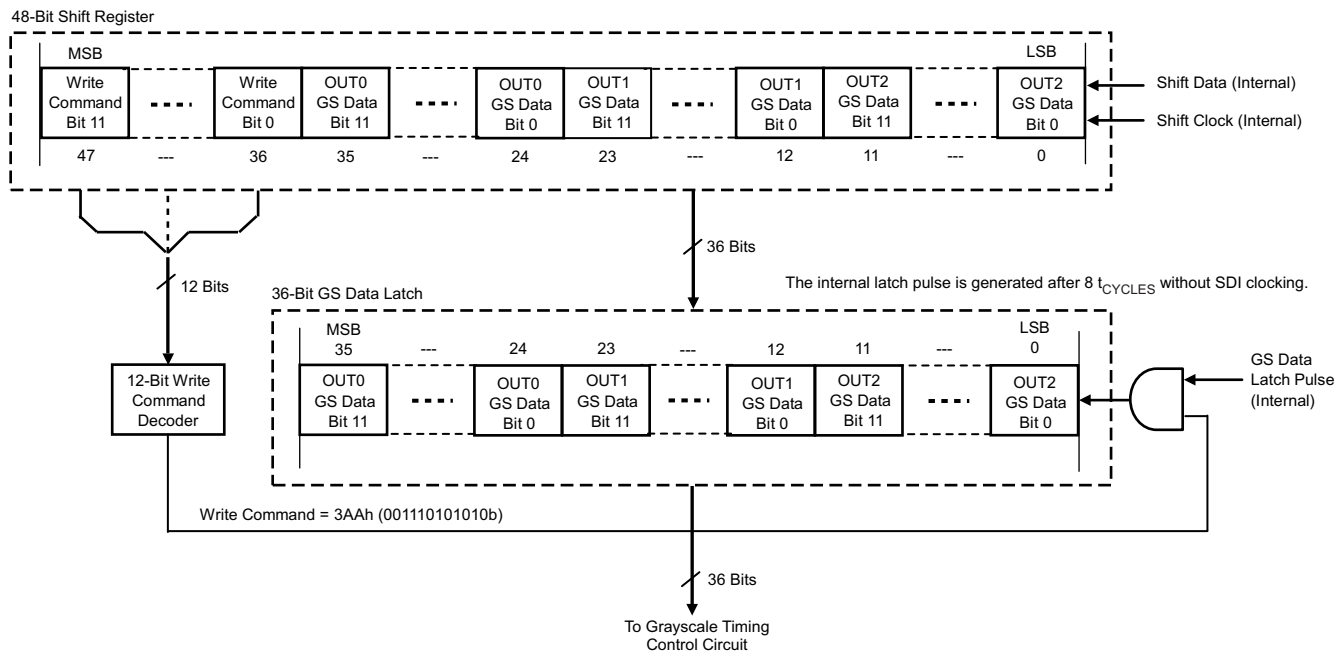 48-Bit Shift Register
MSB
LSB
Write
Command
Bit 11
Write
Command
Bit 0
OUT0
GS Data
Bit 11
OUT0
GS Data
Bit 0
OUT1
GS Data
Bit 11
OUT1
GS Data
Bit 0
OUT2
GS Data
Bit 11
OUT2
GS Data
Bit 0
Shift Data (Internal)
Shift Clock (Internal)
47 --- 36 35 --- 24 23 --- 12 11 --- 0
36 Bits
12 Bits
The internal latch pulse is generated after 8 tCYCLES without SDI clocking.
36-Bit GS Data Latch
MSB
LSB
35 --- 24 23 --- 12 11 --- 0
12-Bit Write
Command
Decoder
OUT0
GS Data
Bit 11
OUT0
GS Data
Bit 0
OUT1
GS Data
Bit 11
OUT1
GS Data
Bit 0
OUT2
GS Data
Bit 11
OUT2
GS Data
Bit 0
GS Data
Latch Pulse
(Internal)
Write Command = 3AAh (001110101010b)
36 Bits
To Grayscale Timing
Control Circuit